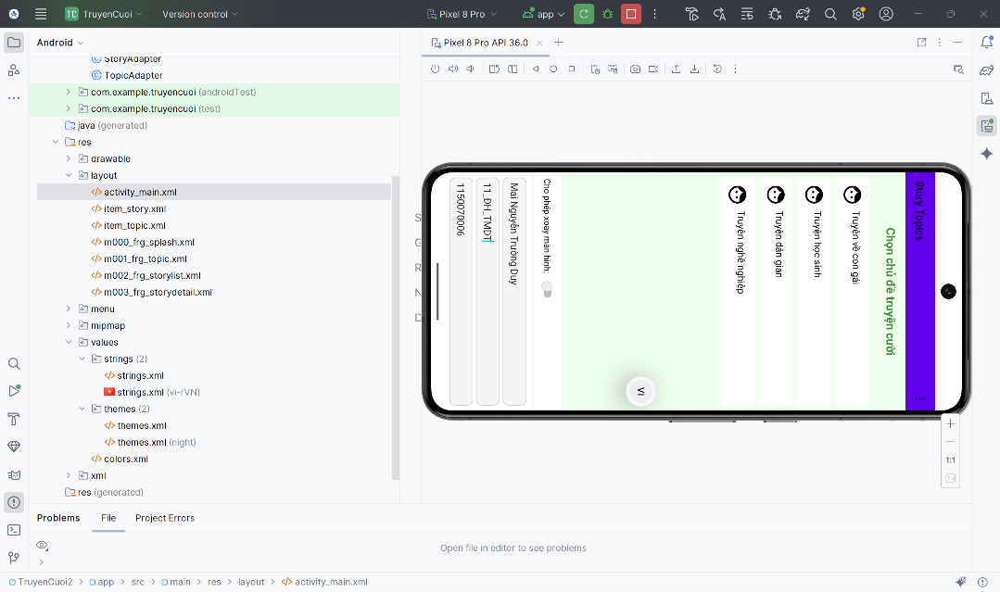 TC TruyenCuoi Version control Pixel 8 Pro app
Android
Pixel 8 Pro API 36.0
StoryAdapter
TopicAdapter
com.example.truyencuoi (androidTest)
com.example.truyencuoi (test)
java (generated)
res
drawable
layout
activity_main.xml
item_story.xml
item_topic.xml
m000_frg_splash.xml
m001_frg_topic.xml
m002_frg_storylist.xml
m003_frg_storydetail.xml
menu
mipmap
values
strings (2)
strings.xml
strings.xml (vi-rVN)
themes (2)
themes.xml
themes.xml (night)
colors.xml
xml
res (generated)
Story Topics
Chọn chủ đề truyện cười
Truyện về con gái
Truyện học sinh
Truyện dân gian
Truyện nghề nghiệp
VI
Cho phép xoay màn hình:
Mai Nguyễn Trường Duy
11_ĐH_TMĐT
1150070006
1:1
Problems File Project Errors
Open file in editor to see problems
TruyenCuoi2 > app > src > main > res > layout > activity_main.xml